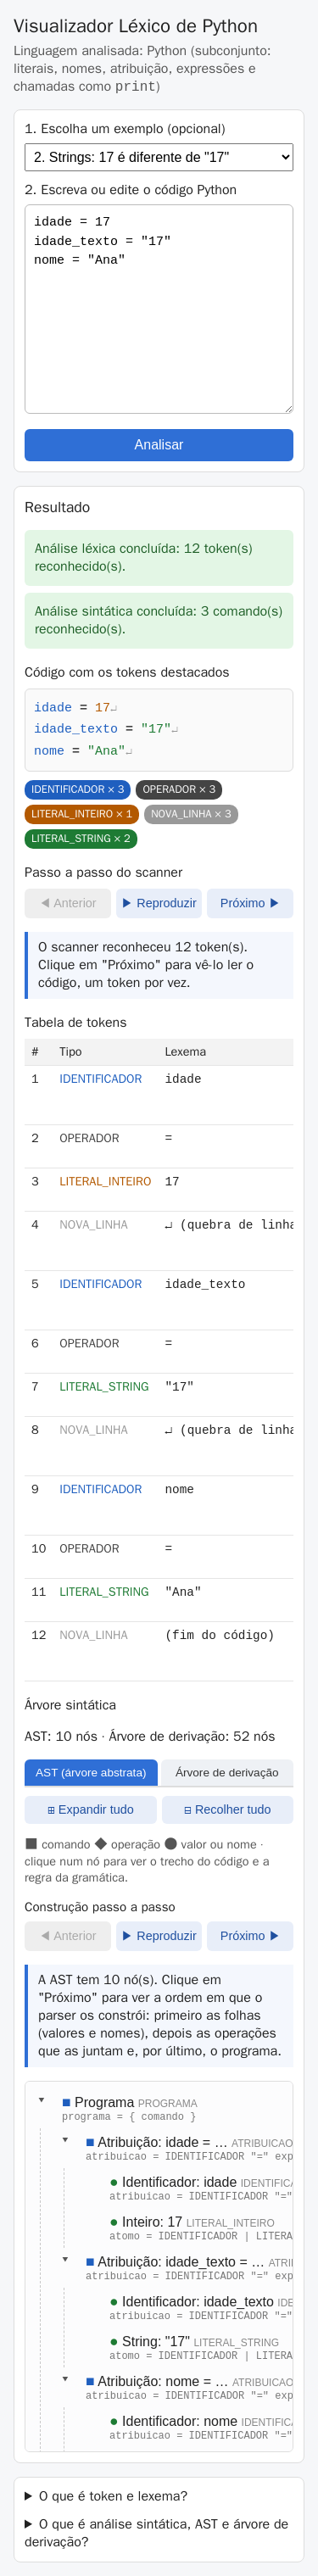 Visualizador Léxico de Python
Linguagem analisada: Python (subconjunto:
literais, nomes, atribuição, expressões e
chamadas como print)
1. Escolha um exemplo (opcional)
2. Strings: 17 é diferente de "17"
2. Escreva ou edite o código Python
idade = 17
idade_texto = "17"
nome = "Ana"
Analisar
Resultado
Análise léxica concluída: 12 token(s)
reconhecido(s).
Análise sintática concluída: 3 comando(s)
reconhecido(s).
Código com os tokens destacados
idade = 17↵
idade_texto = "17"↵
nome = "Ana"↵
IDENTIFICADOR × 3 OPERADOR × 3
LITERAL_INTEIRO × 1 NOVA_LINHA × 3
LITERAL_STRING × 2
Passo a passo do scanner
◀ Anterior ▶ Reproduzir Próximo ▶
O scanner reconheceu 12 token(s).
Clique em "Próximo" para vê-lo ler o
código, um token por vez.
Tabela de tokens
# Tipo Lexema
1 IDENTIFICADOR idade
2 OPERADOR =
3 LITERAL_INTEIRO 17
4 NOVA_LINHA ↵ (quebra de linha
5 IDENTIFICADOR idade_texto
6 OPERADOR =
7 LITERAL_STRING "17"
8 NOVA_LINHA ↵ (quebra de linha
9 IDENTIFICADOR nome
10 OPERADOR =
11 LITERAL_STRING "Ana"
12 NOVA_LINHA (fim do código)
Árvore sintática
AST: 10 nós · Árvore de derivação: 52 nós
AST (árvore abstrata) Árvore de derivação
⊞ Expandir tudo ⊟ Recolher tudo
■ comando ◆ operação ● valor ou nome ·
clique num nó para ver o trecho do código e a
regra da gramática.
Construção passo a passo
◀ Anterior ▶ Reproduzir Próximo ▶
A AST tem 10 nó(s). Clique em
"Próximo" para ver a ordem em que o
parser os constrói: primeiro as folhas
(valores e nomes), depois as operações
que as juntam e, por último, o programa.
▼ ■ Programa PROGRAMA
programa = { comando }
▼ ■ Atribuição: idade = … ATRIBUICAO
atribuicao = IDENTIFICADOR "=" exp
● Identificador: idade IDENTIFICA
atribuicao = IDENTIFICADOR "="
● Inteiro: 17 LITERAL_INTEIRO
atomo = IDENTIFICADOR | LITERA
▼ ■ Atribuição: idade_texto = … ATRI
atribuicao = IDENTIFICADOR "=" exp
● Identificador: idade_texto IDE
atribuicao = IDENTIFICADOR "="
● String: "17" LITERAL_STRING
atomo = IDENTIFICADOR | LITERA
▼ ■ Atribuição: nome = … ATRIBUICAO
atribuicao = IDENTIFICADOR "=" exp
● Identificador: nome IDENTIFICA
atribuicao = IDENTIFICADOR "="
▶ O que é token e lexema?
▶ O que é análise sintática, AST e árvore de
derivação?